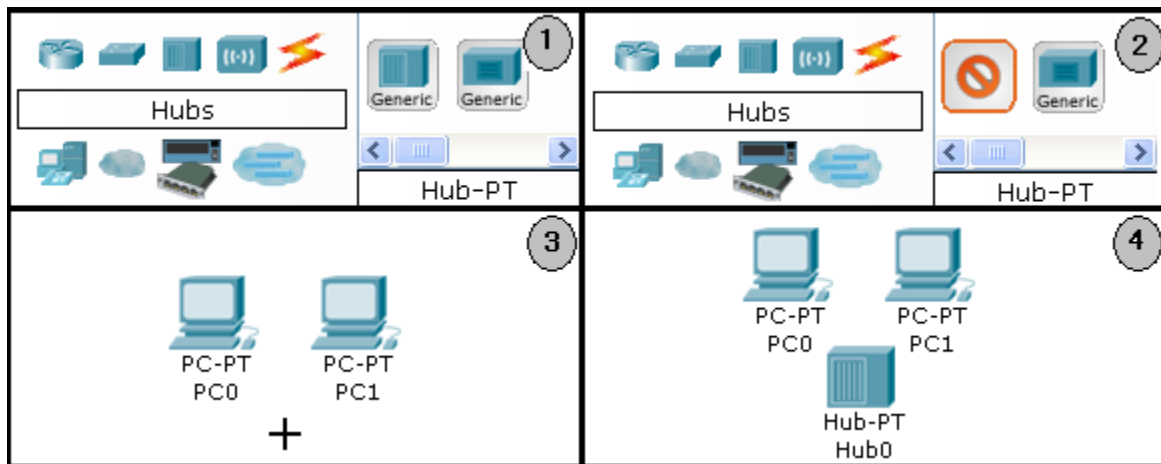 1
Generic Generic
Hubs
Hub-PT
2
Generic
Hubs
Hub-PT
3
PC-PT PC-PT
PC0 PC1
+
4
PC-PT PC-PT
PC0 PC1
Hub-PT
Hub0